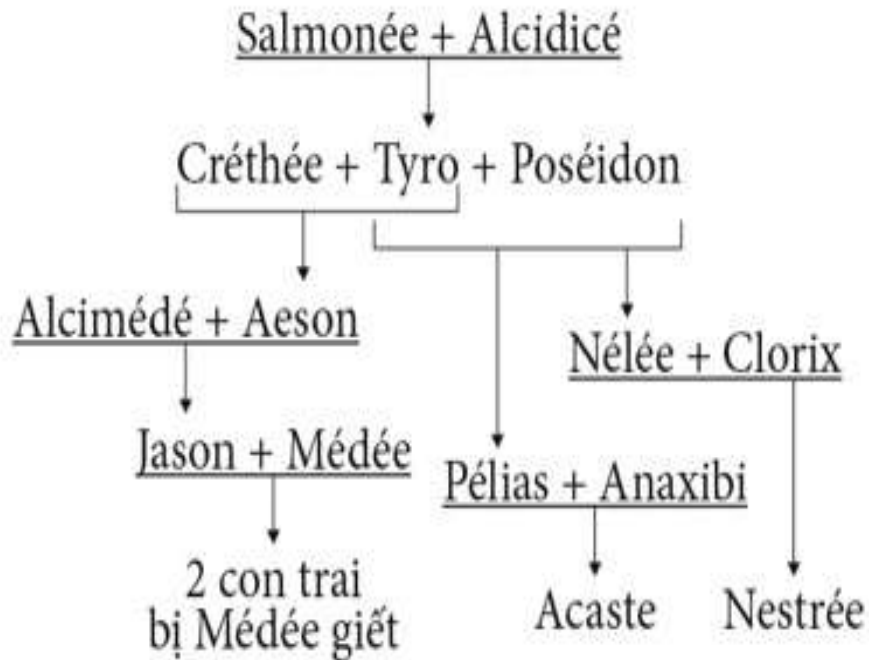 Salmonée + Alcidicé
Créthée + Tyro + Poséidon
Alcimédé + Aeson
Nélée + Clorix
Jason + Médée
Pélias + Anaxibi
2 con trai
bị Médée giết
Acaste
Nestrée